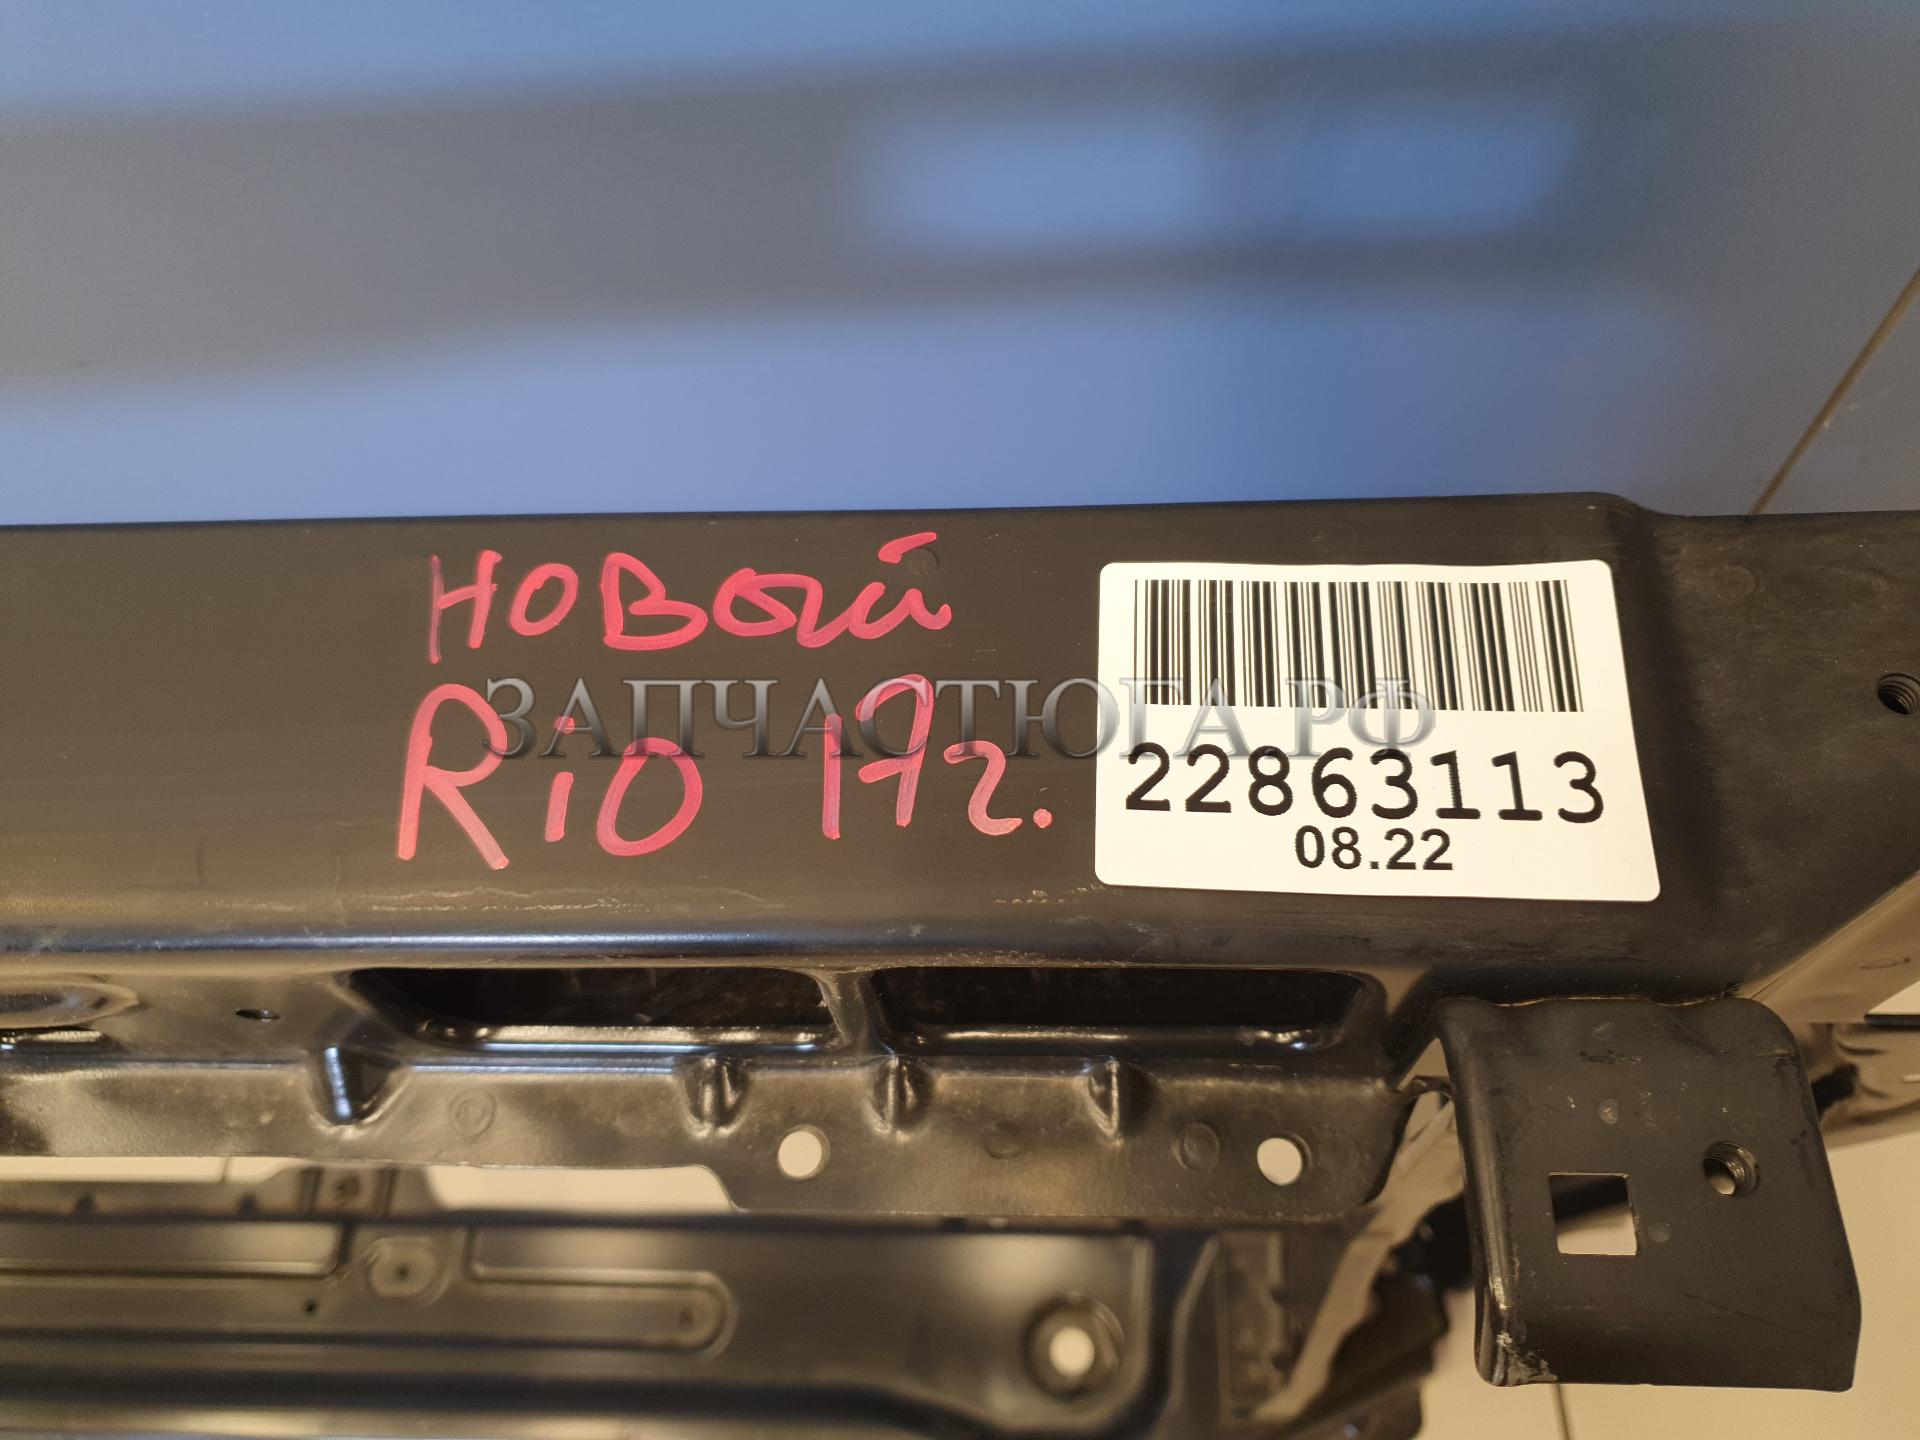 новый
Rio 17г.
ЗАПЧАСТЮГА.РФ
22863113
08.22